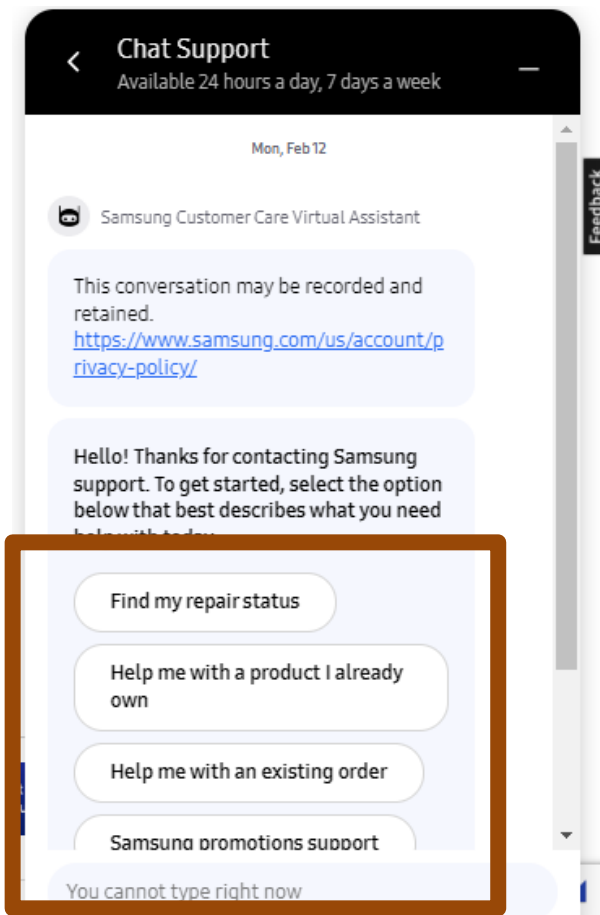 Chat Support
Available 24 hours a day, 7 days a week
Mon, Feb 12
Feedback
Samsung Customer Care Virtual Assistant
This conversation may be recorded and
retained.
https://www.samsung.com/us/account/p
rivacy-policy/
Hello! Thanks for contacting Samsung
support. To get started, select the option
below that best describes what you need
help with today
Find my repair status
Help me with a product I already
own
Help me with an existing order
Samsung promotions support
You cannot type right now